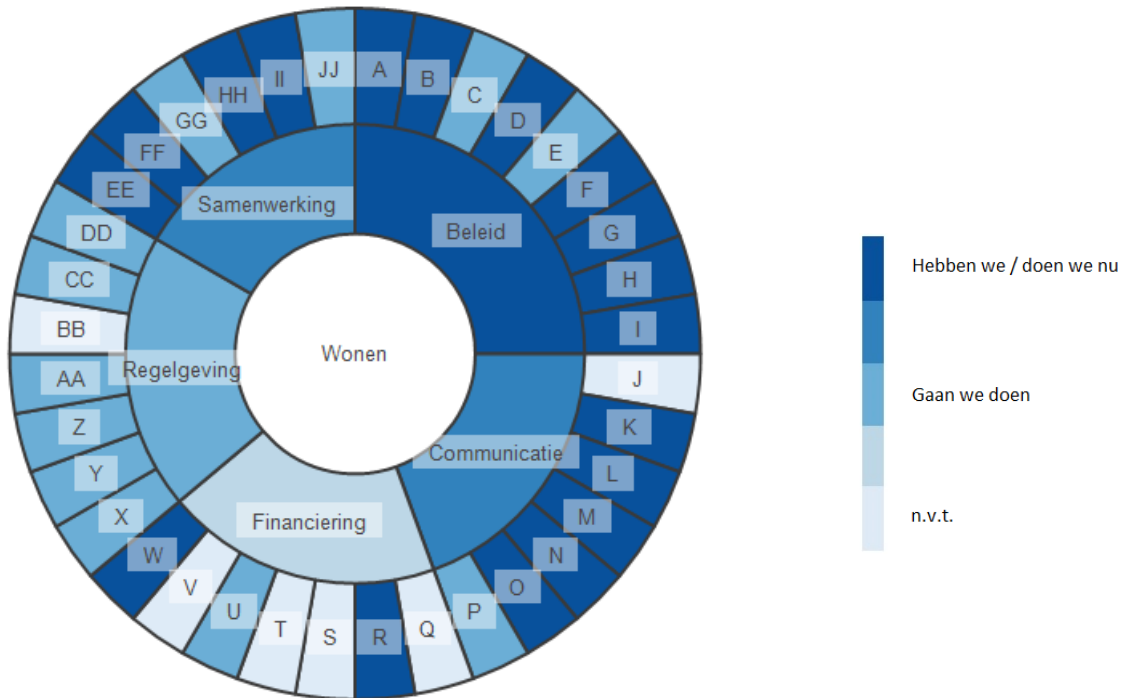 JJ
A
II
B
HH
C
GG
D
FF
E
EE
F
Samenwerking
Beleid
DD
G
CC
H
Hebben we / doen we nu
BB
I
Wonen
Regelgeving
AA
J
Gaan we doen
Z
K
Communicatie
Y
L
X
M
Financiering
n.v.t.
W
N
V
O
U
P
T
S
R
Q